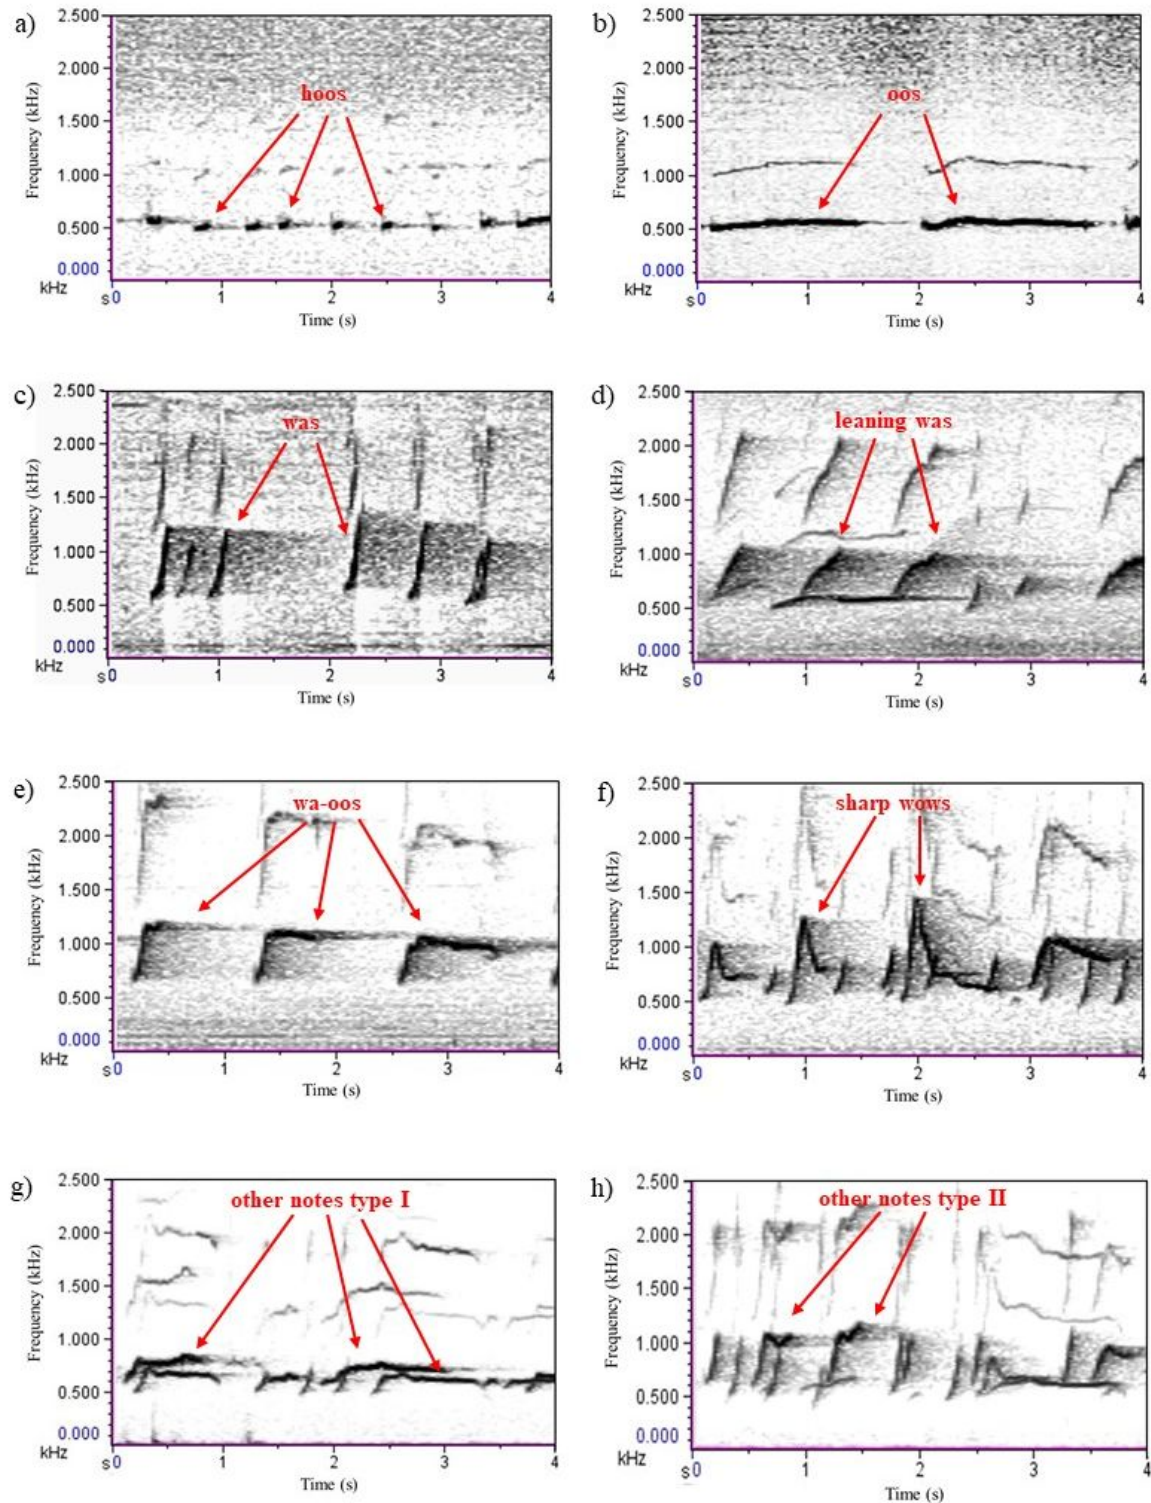 a)
2.500
2.000
1.500
1.000
0.500
0.000
kHz
Frequency (kHz)
hoos
s0 1 2 3 4
Time (s)
b)
2.500
2.000
1.500
1.000
0.500
0.000
kHz
Frequency (kHz)
oos
s0 1 2 3 4
Time (s)
c)
2.500
2.000
1.500
1.000
0.500
0.000
kHz
Frequency (kHz)
was
s0 1 2 3 4
Time (s)
d)
2.500
2.000
1.500
1.000
0.500
0.000
kHz
Frequency (kHz)
leaning was
s0 1 2 3 4
Time (s)
e)
2.500
2.000
1.500
1.000
0.500
0.000
kHz
Frequency (kHz)
wa-oos
s0 1 2 3 4
Time (s)
f)
2.500
2.000
1.500
1.000
0.500
0.000
kHz
Frequency (kHz)
sharp wows
s0 1 2 3 4
Time (s)
g)
2.500
2.000
1.500
1.000
0.500
0.000
kHz
Frequency (kHz)
other notes type I
s0 1 2 3 4
Time (s)
h)
2.500
2.000
1.500
1.000
0.500
0.000
kHz
Frequency (kHz)
other notes type II
s0 1 2 3 4
Time (s)